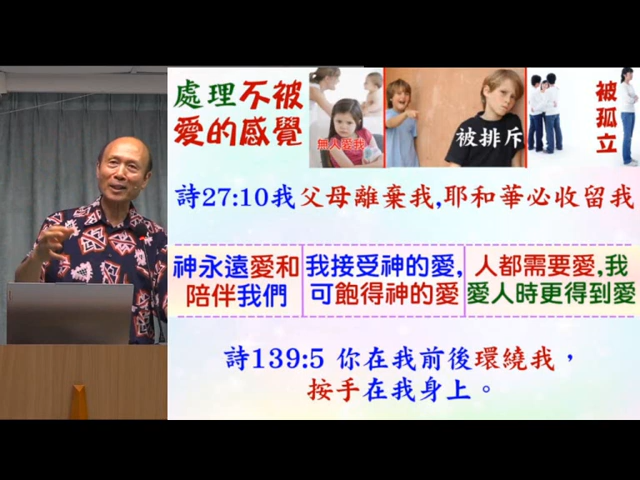 處理不被
愛的感覺
無人愛我
被排斥
被孤立
詩27:10我父母離棄我,耶和華必收留我
神永遠愛和
陪伴我們
我接受神的愛,
可飽得神的愛
人都需要愛,我
愛人時更得到愛
詩139:5 你在我前後環繞我，
按手在我身上。